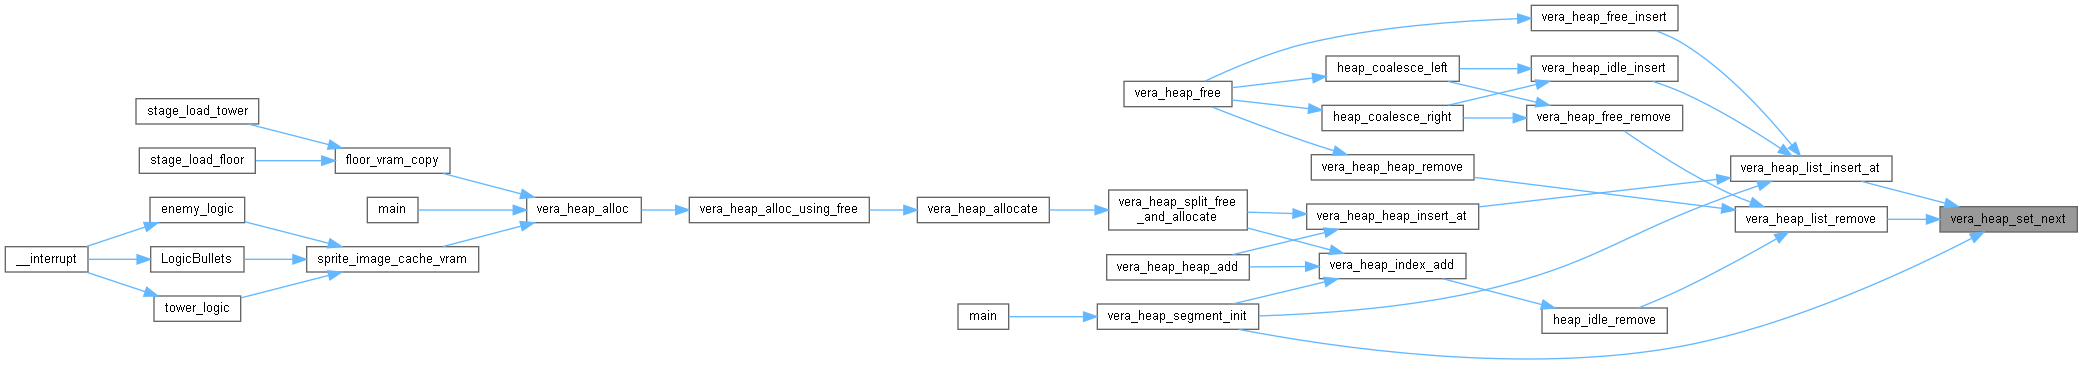 vera_heap_free_insert
heap_coalesce_left
vera_heap_idle_insert
vera_heap_free
stage_load_tower
heap_coalesce_right
vera_heap_free_remove
stage_load_floor
floor_vram_copy
vera_heap_heap_remove
vera_heap_list_insert_at
enemy_logic
main
vera_heap_alloc
vera_heap_alloc_using_free
vera_heap_allocate
vera_heap_split_free
_and_allocate
vera_heap_heap_insert_at
vera_heap_list_remove
vera_heap_set_next
__interrupt
LogicBullets
sprite_image_cache_vram
vera_heap_heap_add
vera_heap_index_add
tower_logic
main
vera_heap_segment_init
heap_idle_remove